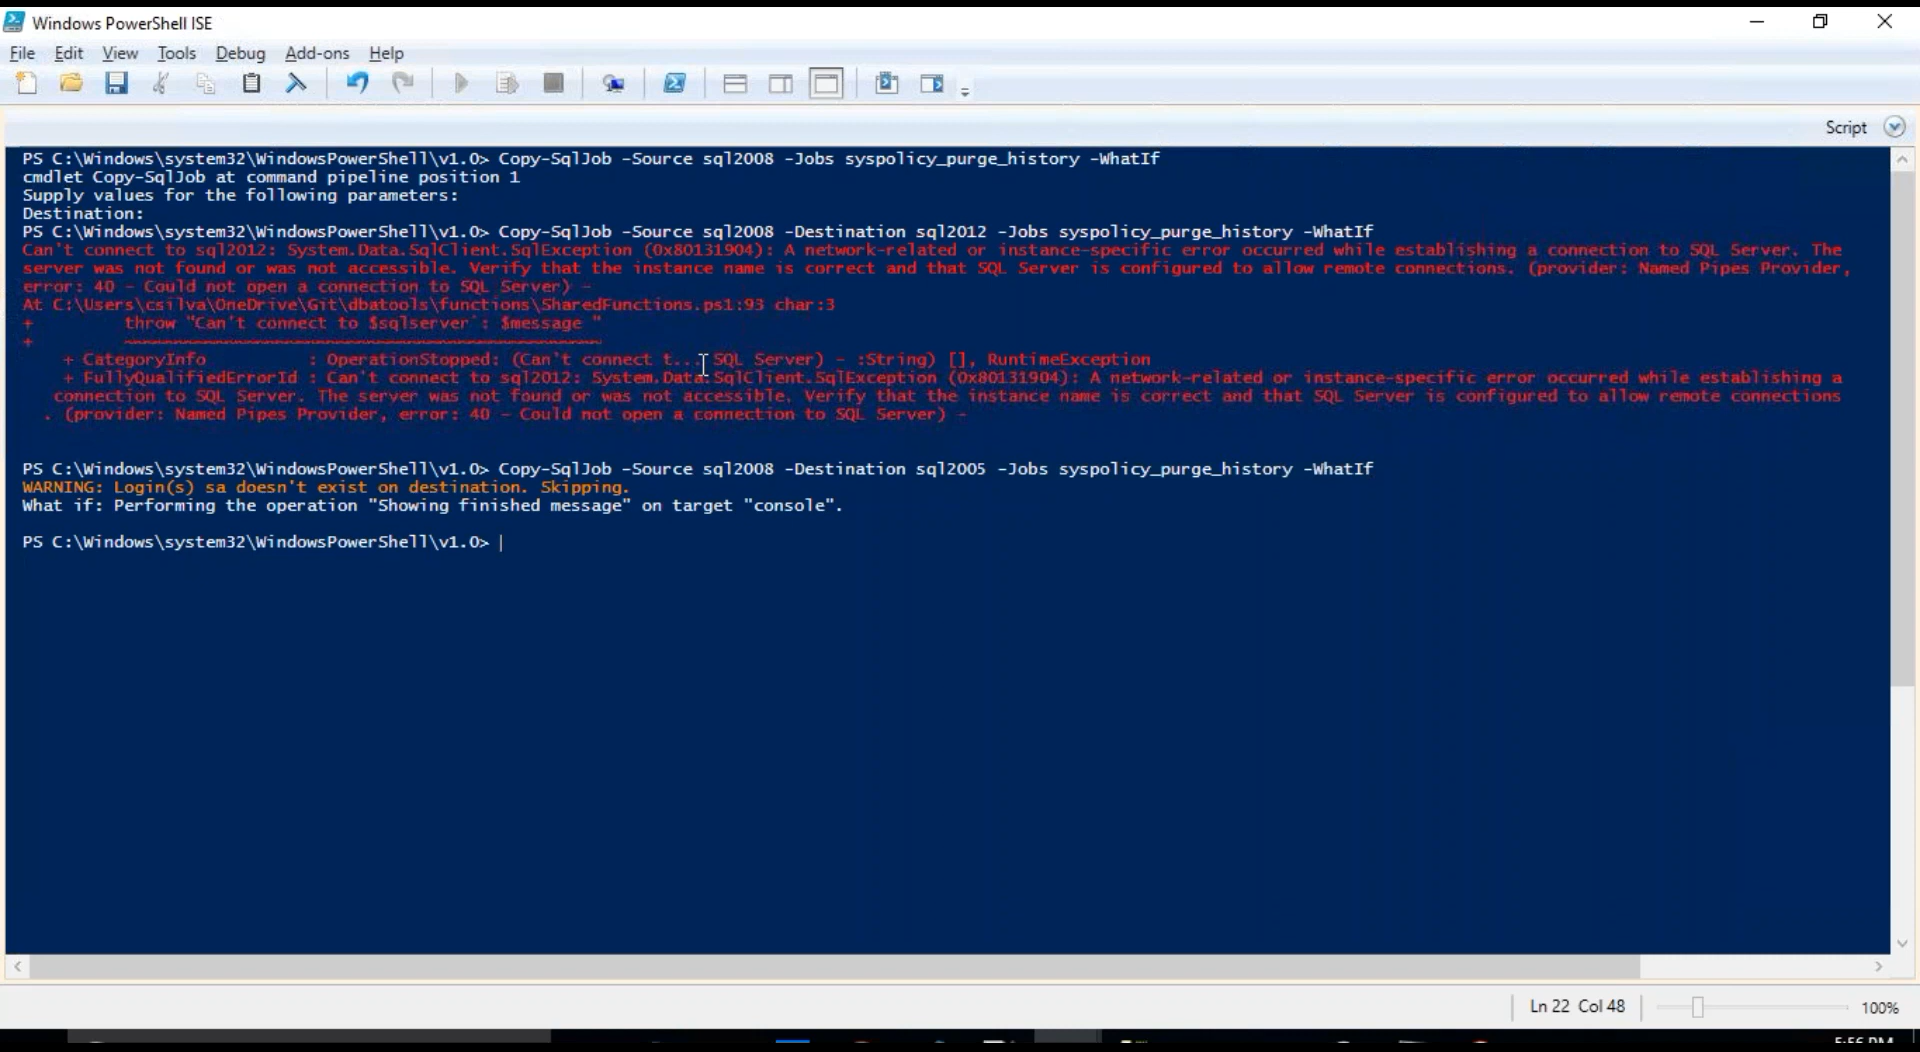 Windows PowerShell ISE
File Edit View Tools Debug Add-ons Help
Script
PS C:\Windows\system32\WindowsPowerShell\v1.0> Copy-SqlJob -Source sql2008 -Jobs syspolicy_purge_history -WhatIf
cmdlet Copy-SqlJob at command pipeline position 1
Supply values for the following parameters:
Destination:
PS C:\Windows\system32\WindowsPowerShell\v1.0> Copy-SqlJob -Source sql2008 -Destination sql2012 -Jobs syspolicy_purge_history -WhatIf
Can't connect to sql2012: System.Data.SqlClient.SqlException (0x80131904): A network-related or instance-specific error occurred while establishing a connection to SQL Server. The
server was not found or was not accessible. Verify that the instance name is correct and that SQL Server is configured to allow remote connections. (provider: Named Pipes Provider,
error: 40 - Could not open a connection to SQL Server) -
At C:\Users\csilva\OneDrive\Git\dbatools\functions\SharedFunctions.ps1:93 char:3
+ throw "Can't connect to $sqlserver`: $message "
+ ~~~~~~~~~~~~~~~~~~~~~~~~~~~~~~~~~~~~~~~~~~~~~~~
+ CategoryInfo : OperationStopped: (Can't connect t... SQL Server) - :String) [], RuntimeException
+ FullyQualifiedErrorId : Can't connect to sql2012: System.Data.SqlClient.SqlException (0x80131904): A network-related or instance-specific error occurred while establishing a
connection to SQL Server. The server was not found or was not accessible. Verify that the instance name is correct and that SQL Server is configured to allow remote connections
. (provider: Named Pipes Provider, error: 40 - Could not open a connection to SQL Server) -
PS C:\Windows\system32\WindowsPowerShell\v1.0> Copy-SqlJob -Source sql2008 -Destination sql2005 -Jobs syspolicy_purge_history -WhatIf
WARNING: Login(s) sa doesn't exist on destination. Skipping.
What if: Performing the operation "Showing finished message" on target "console".
PS C:\Windows\system32\WindowsPowerShell\v1.0>
Ln 22 Col 48
100%
5:56 PM